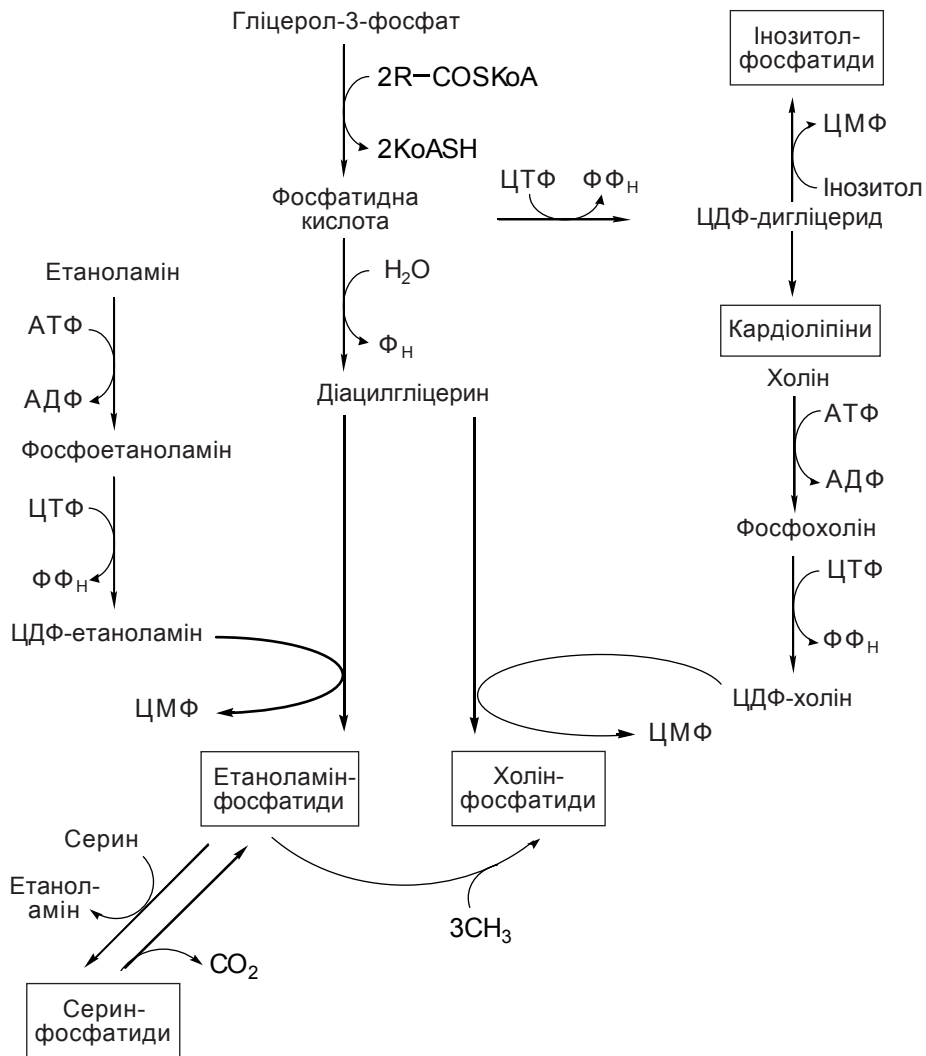 Гліцерол-3-фосфат
2R–COSKoA
2KoASH
Фосфатидна
кислота
ЦТФ
ФФН
Інозитол-
фосфатиди
ЦМФ
Інозитол
ЦДФ-дигліцерид
Кардіоліпіни
H2O
ФН
Діацилгліцерин
Етаноламін
АТФ
АДФ
Фосфоетаноламін
ЦТФ
ФФН
ЦДФ-етаноламін
ЦМФ
Холін
АТФ
АДФ
Фосфохолін
ЦТФ
ФФН
ЦДФ-холін
ЦМФ
Етаноламін-
фосфатиди
Холін-
фосфатиди
Серин
Етанол-
амін
3CH3
CO2
Серин-
фосфатиди